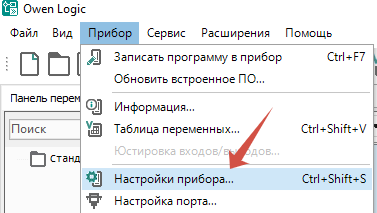 Owen Logic
Файл Вид Прибор Сервис Расширения Помощь
Записать программу в прибор Ctrl+F7
Обновить встроенное ПО...
Панель перем
Информация...
Поиск
Таблица переменных... Ctrl+Shift+V
Юстировка входов/выходов...
Станд
Настройки прибора... Ctrl+Shift+S
Настройка порта...